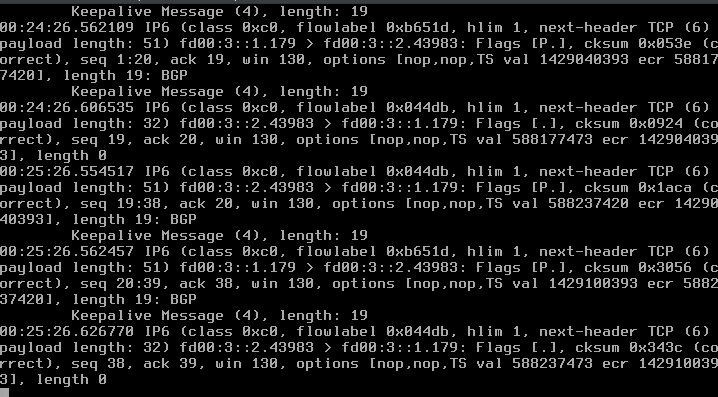 Keepalive Message (4), length: 19
00:24:26.562109 IP6 (class 0xc0, flowlabel 0xb651d, hlim 1, next-header TCP (6)
payload length: 51) fd00:3::1.179 > fd00:3::2.43983: Flags [P.], cksum 0x053e (c
orrect), seq 1:20, ack 19, win 130, options [nop,nop,TS val 1429040393 ecr 58817
7420], length 19: BGP
        Keepalive Message (4), length: 19
00:24:26.606535 IP6 (class 0xc0, flowlabel 0x044db, hlim 1, next-header TCP (6)
payload length: 32) fd00:3::2.43983 > fd00:3::1.179: Flags [.], cksum 0x0924 (co
rrect), seq 19, ack 20, win 130, options [nop,nop,TS val 588177473 ecr 142904039
3], length 0
00:25:26.554517 IP6 (class 0xc0, flowlabel 0x044db, hlim 1, next-header TCP (6)
payload length: 51) fd00:3::2.43983 > fd00:3::1.179: Flags [P.], cksum 0x1aca (c
orrect), seq 19:38, ack 20, win 130, options [nop,nop,TS val 588237420 ecr 14290
40393], length 19: BGP
        Keepalive Message (4), length: 19
00:25:26.562457 IP6 (class 0xc0, flowlabel 0xb651d, hlim 1, next-header TCP (6)
payload length: 51) fd00:3::1.179 > fd00:3::2.43983: Flags [P.], cksum 0x3056 (c
orrect), seq 20:39, ack 38, win 130, options [nop,nop,TS val 1429100393 ecr 5882
37420], length 19: BGP
        Keepalive Message (4), length: 19
00:25:26.626770 IP6 (class 0xc0, flowlabel 0x044db, hlim 1, next-header TCP (6)
payload length: 32) fd00:3::2.43983 > fd00:3::1.179: Flags [.], cksum 0x343c (co
rrect), seq 38, ack 39, win 130, options [nop,nop,TS val 588237473 ecr 142910039
3], length 0